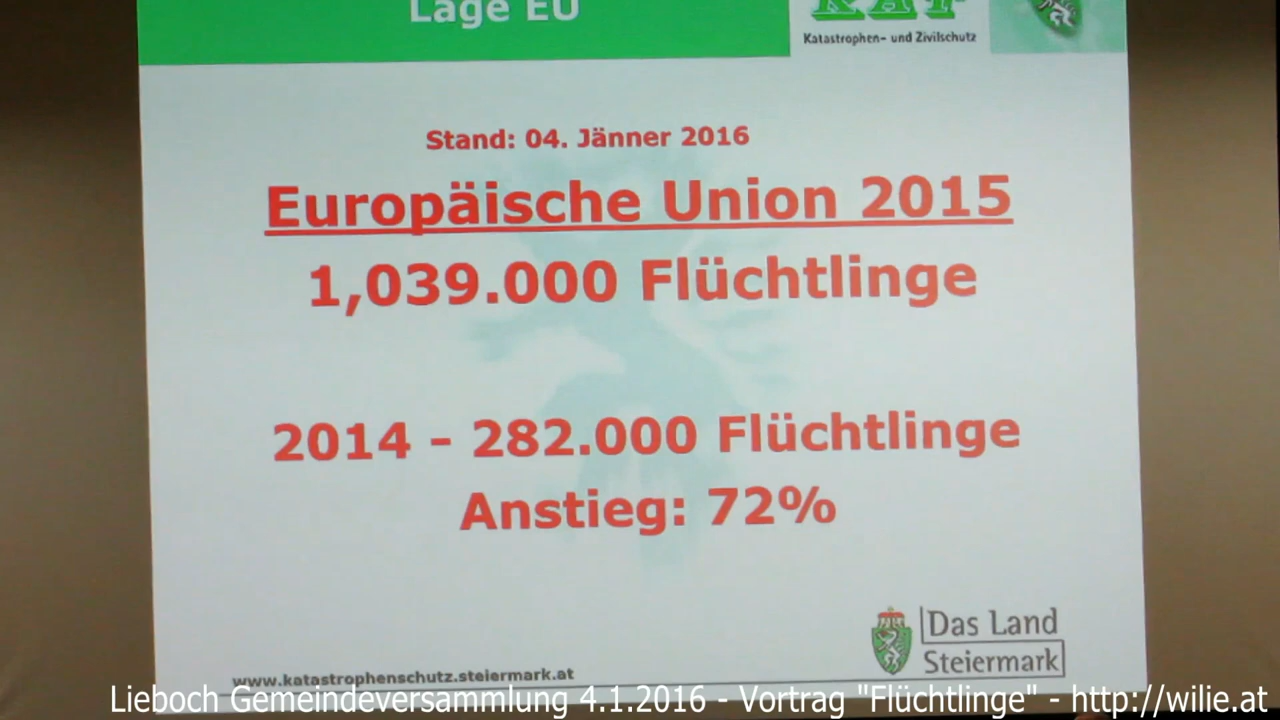 Lage EU
KAT
Katastrophen- und Zivilschutz
Stand: 04. Jänner 2016
Europäische Union 2015
1,039.000 Flüchtlinge
2014 - 282.000 Flüchtlinge
Anstieg: 72%
Das Land
Steiermark
www.katastrophenschutz.steiermark.at
Lieboch Gemeindeversammlung 4.1.2016 - Vortrag "Flüchtlinge" - http://wilie.at